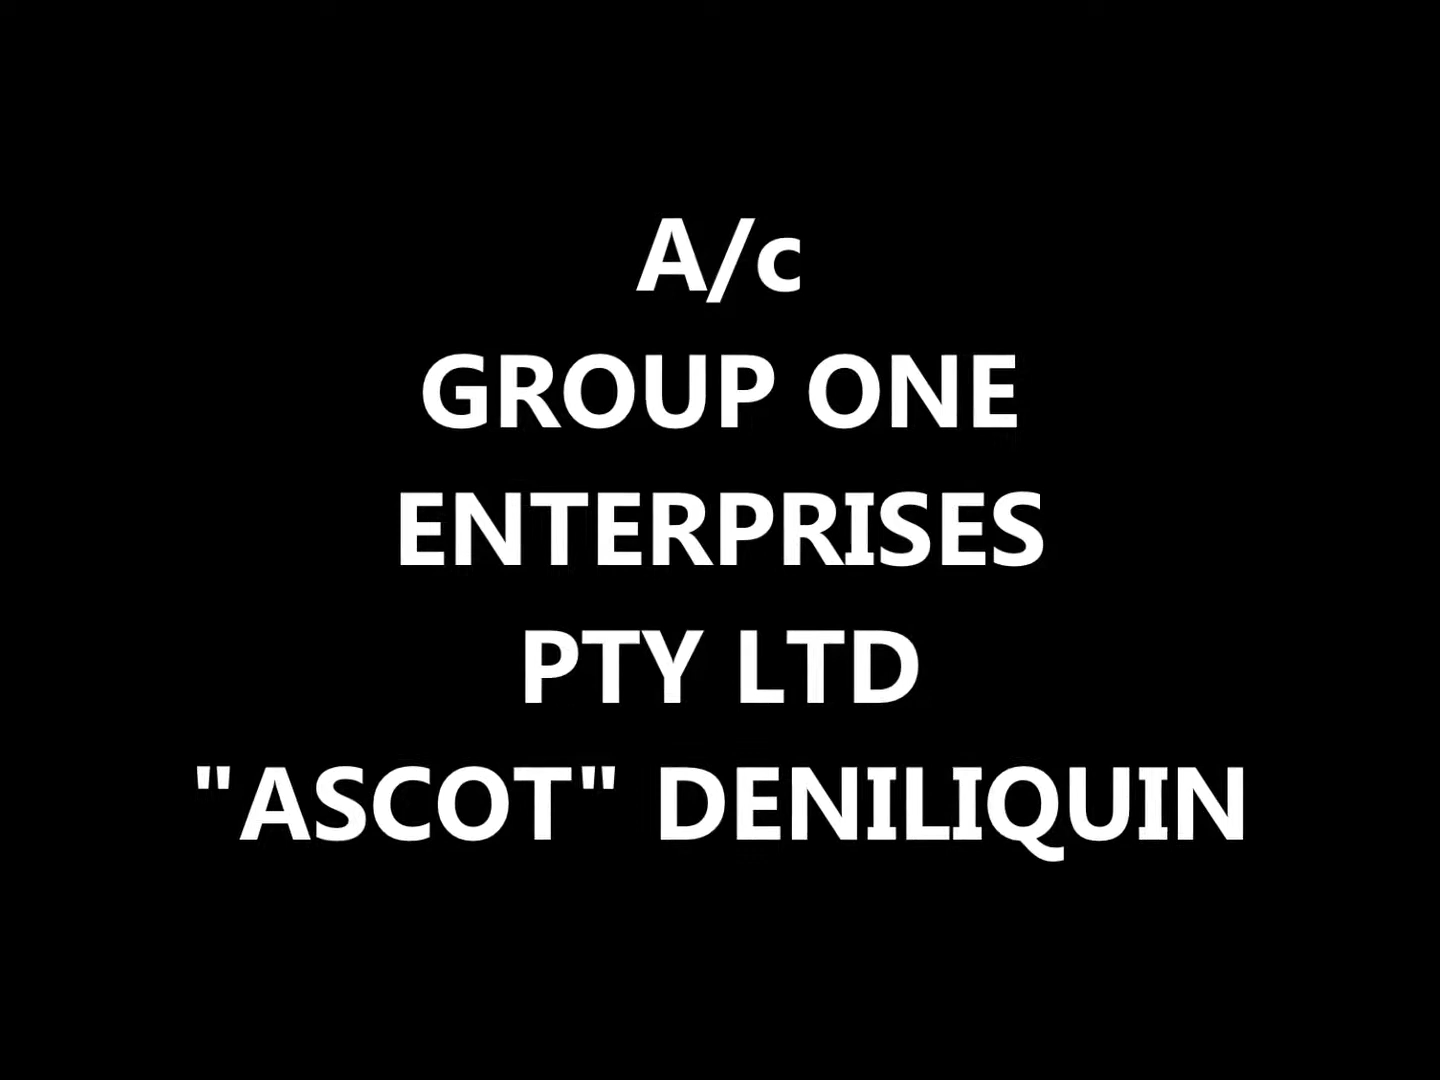 A/c
GROUP ONE
ENTERPRISES
PTY LTD
"ASCOT" DENILIQUIN